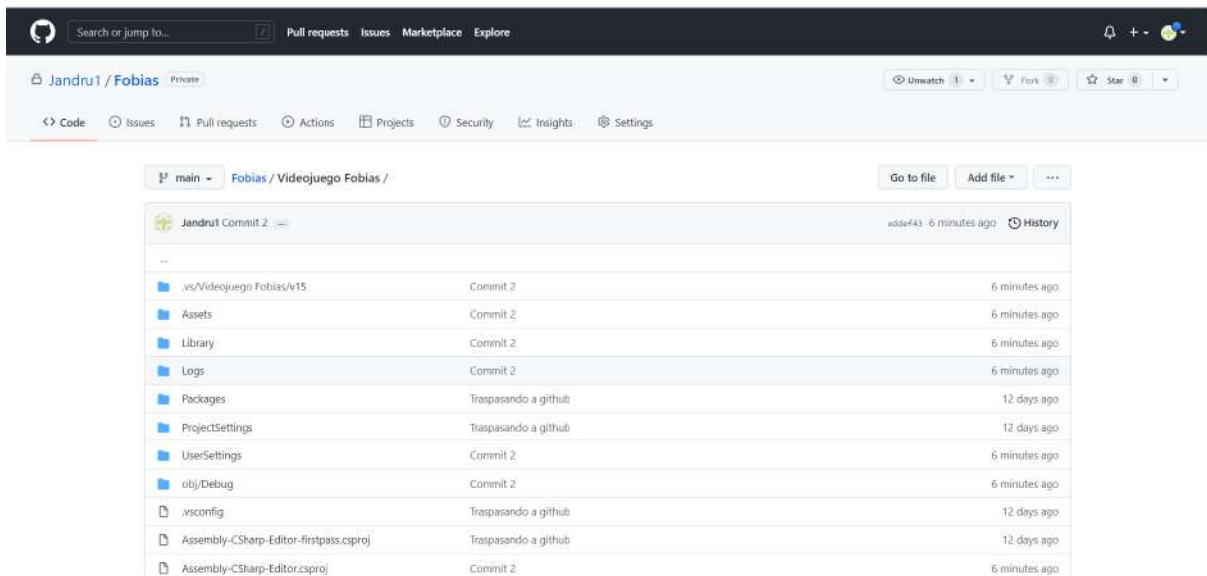 Search or jump to... / Pull requests Issues Marketplace Explore
Jandru1 / Fobias Private
Unwatch 1 Fork 0 Star 0
Code Issues Pull requests Actions Projects Security Insights Settings
main Fobias / Videojuego Fobias / Go to file Add file ...
Jandru1 Commit 2 ... 6 minutes ago History
..
.vs/Videojuego Fobias/v15 Commit 2 6 minutes ago
Assets Commit 2 6 minutes ago
Library Commit 2 6 minutes ago
Logs Commit 2 6 minutes ago
Packages Traspasando a github 12 days ago
ProjectSettings Traspasando a github 12 days ago
UserSettings Commit 2 6 minutes ago
obj/Debug Commit 2 6 minutes ago
.vsconfig Traspasando a github 12 days ago
Assembly-CSharp-Editor-firstpass.csproj Traspasando a github 12 days ago
Assembly-CSharp-Editor.csproj Commit 2 6 minutes ago